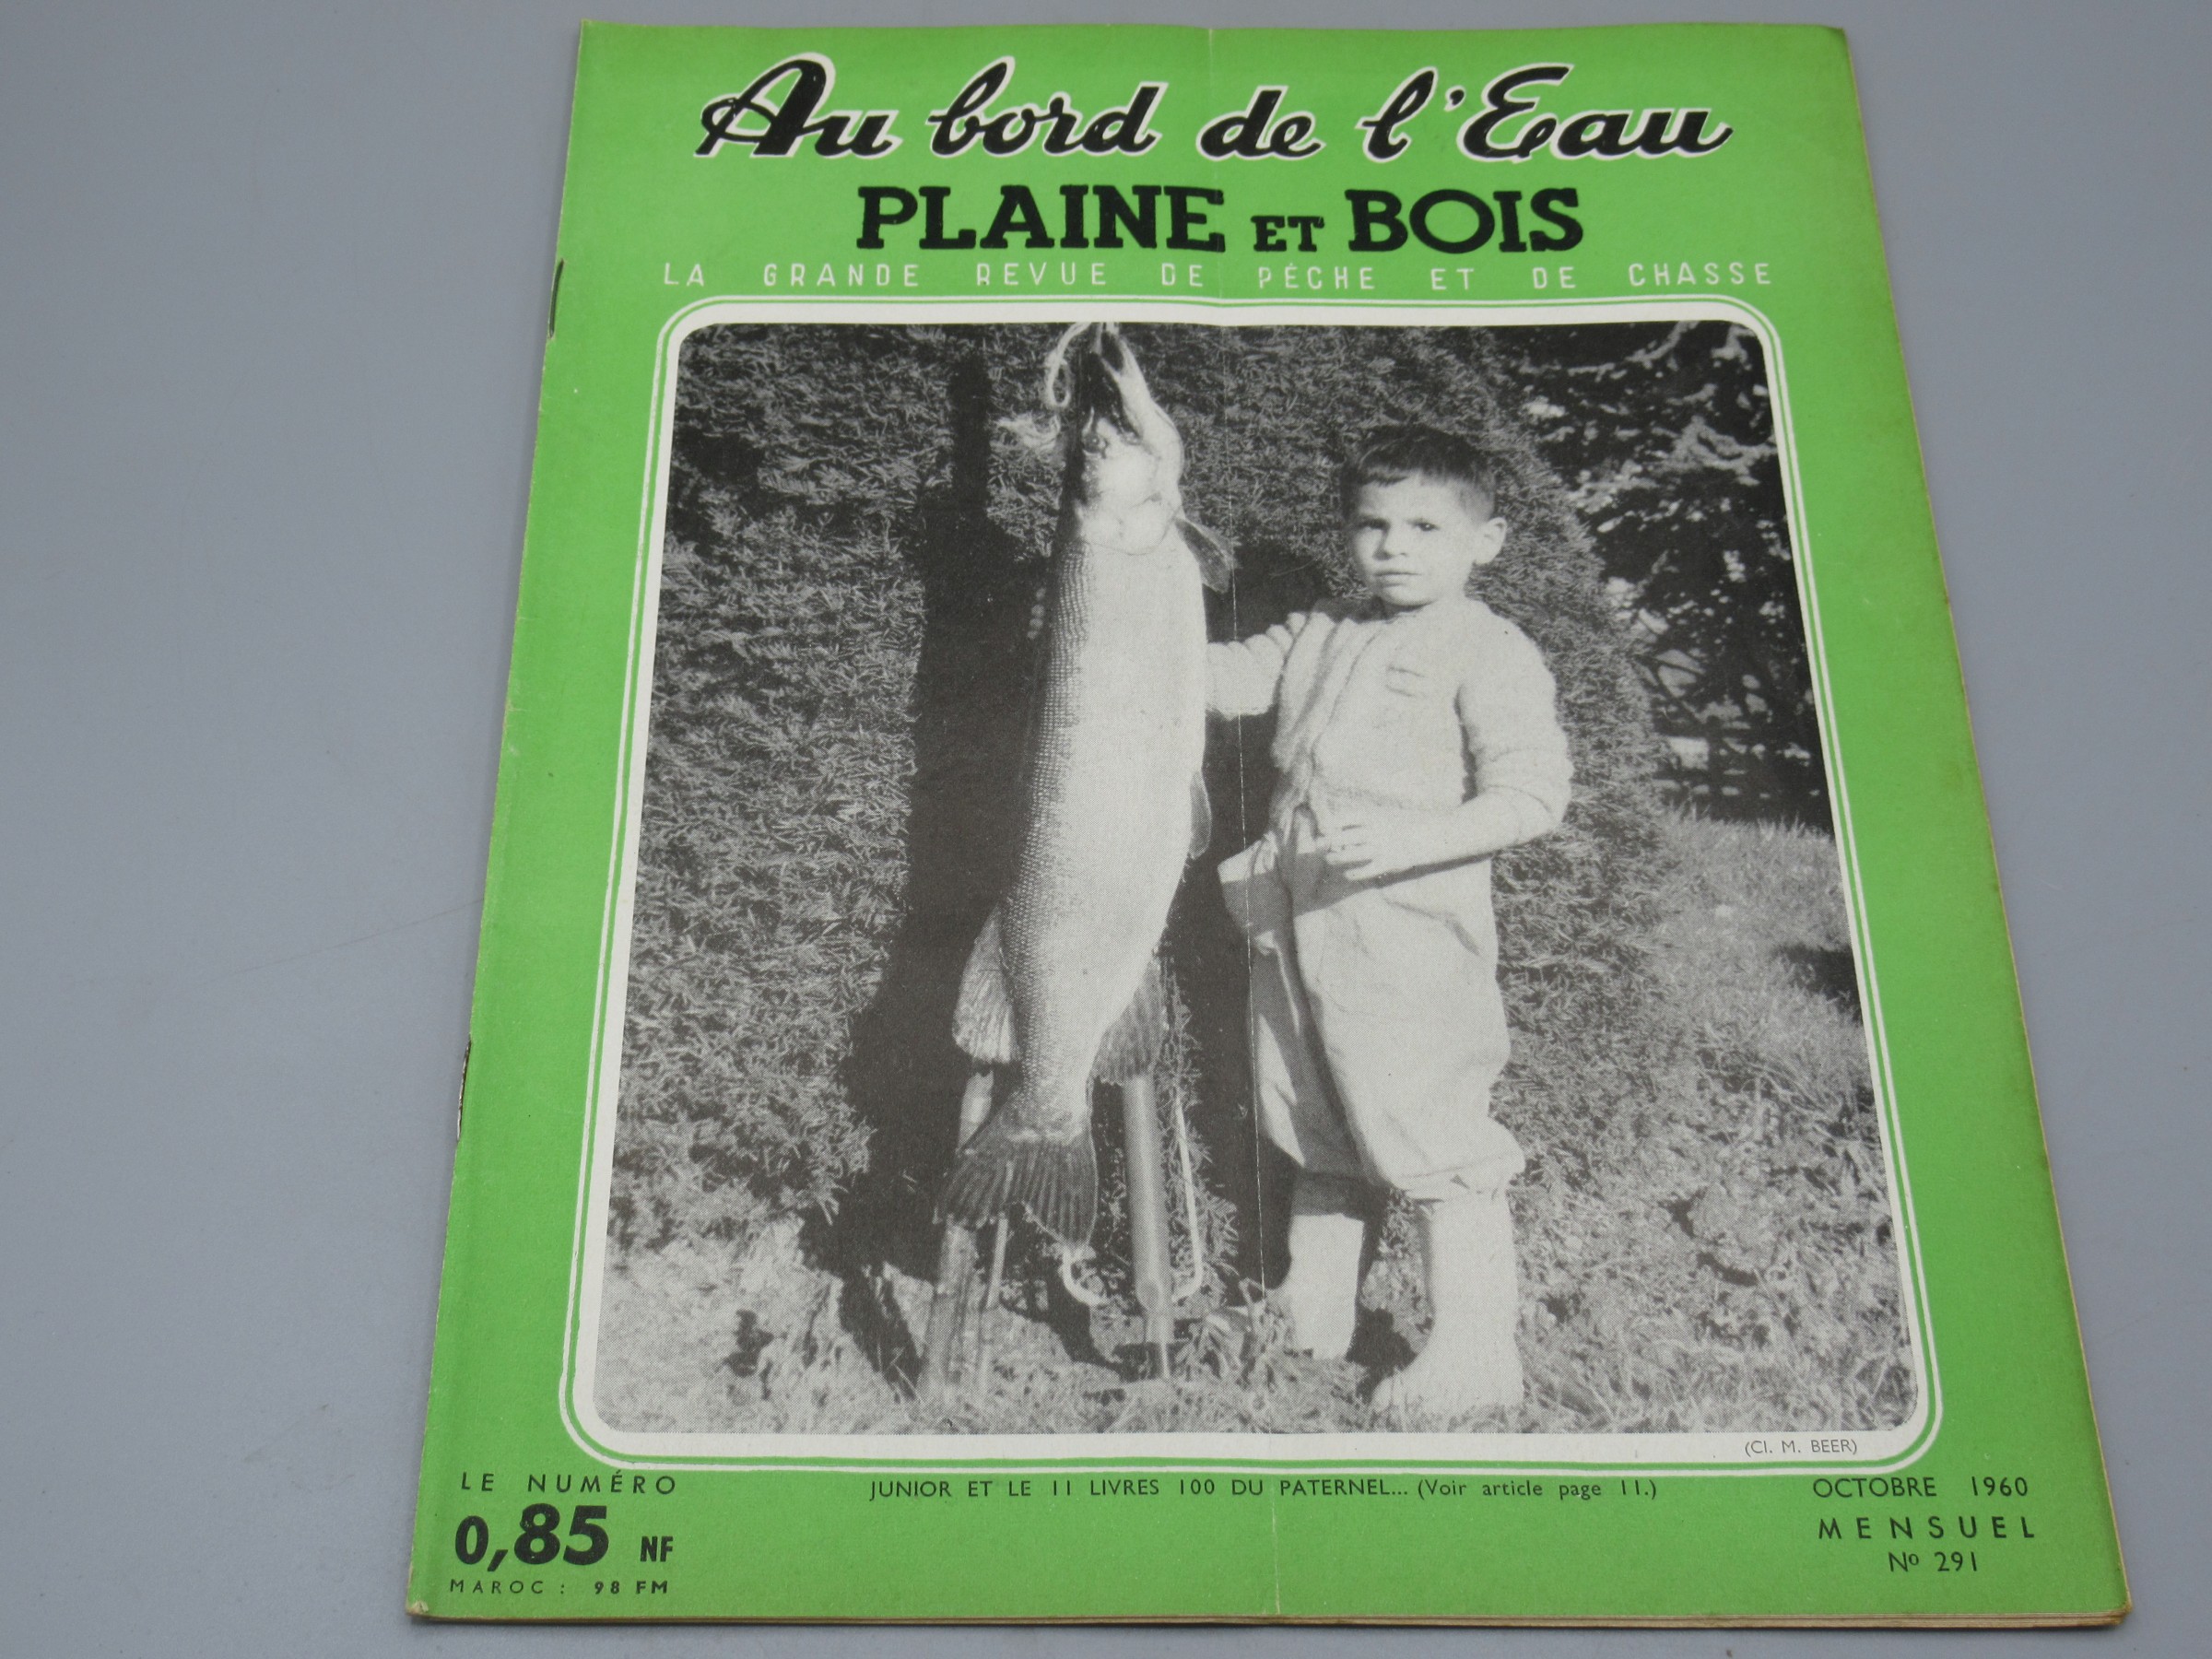 Au bord de l'Eau
PLAINE ET BOIS
LA GRANDE REVUE DE PÊCHE ET DE CHASSE
(Cl. M. BEER)
LE NUMÉRO
0,85 NF
MAROC : 98 FM
JUNIOR ET LE 11 LIVRES 100 DU PATERNEL... (Voir article page 11.)
OCTOBRE 1960
MENSUEL
Nº 291